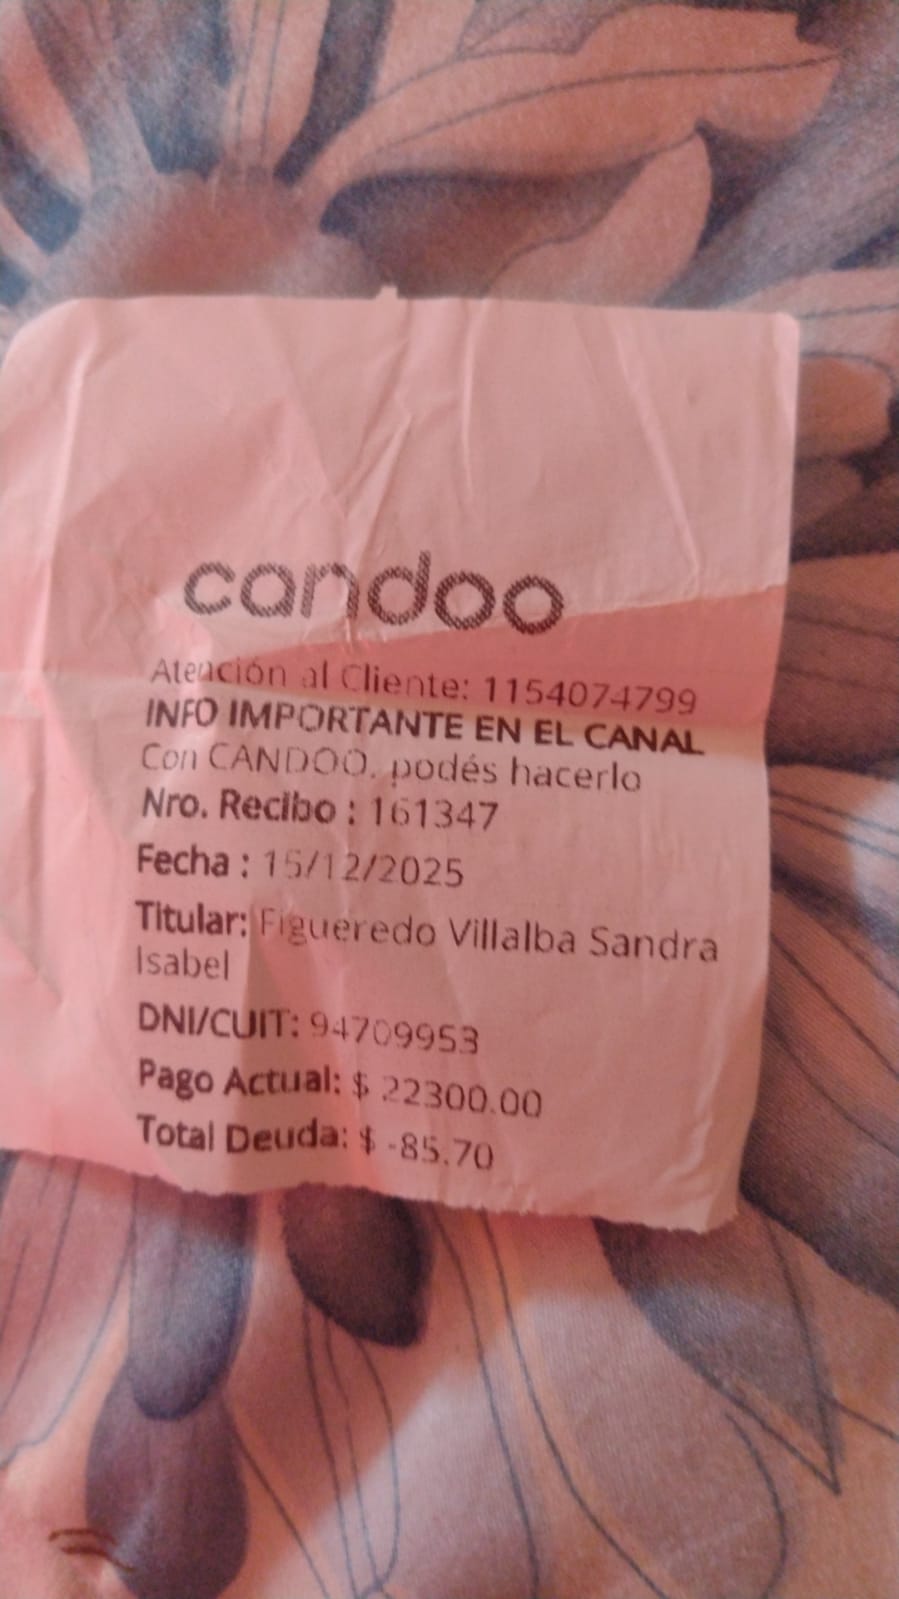 candoo
Atención al Cliente: 1154074799
INFO IMPORTANTE EN EL CANAL
Con CANDOO, podés hacerlo
Nro. Recibo : 161347
Fecha : 15/12/2025
Titular: Figueredo Villalba Sandra
Isabel
DNI/CUIT: 94709953
Pago Actual: $ 22300.00
Total Deuda: $ -85.70